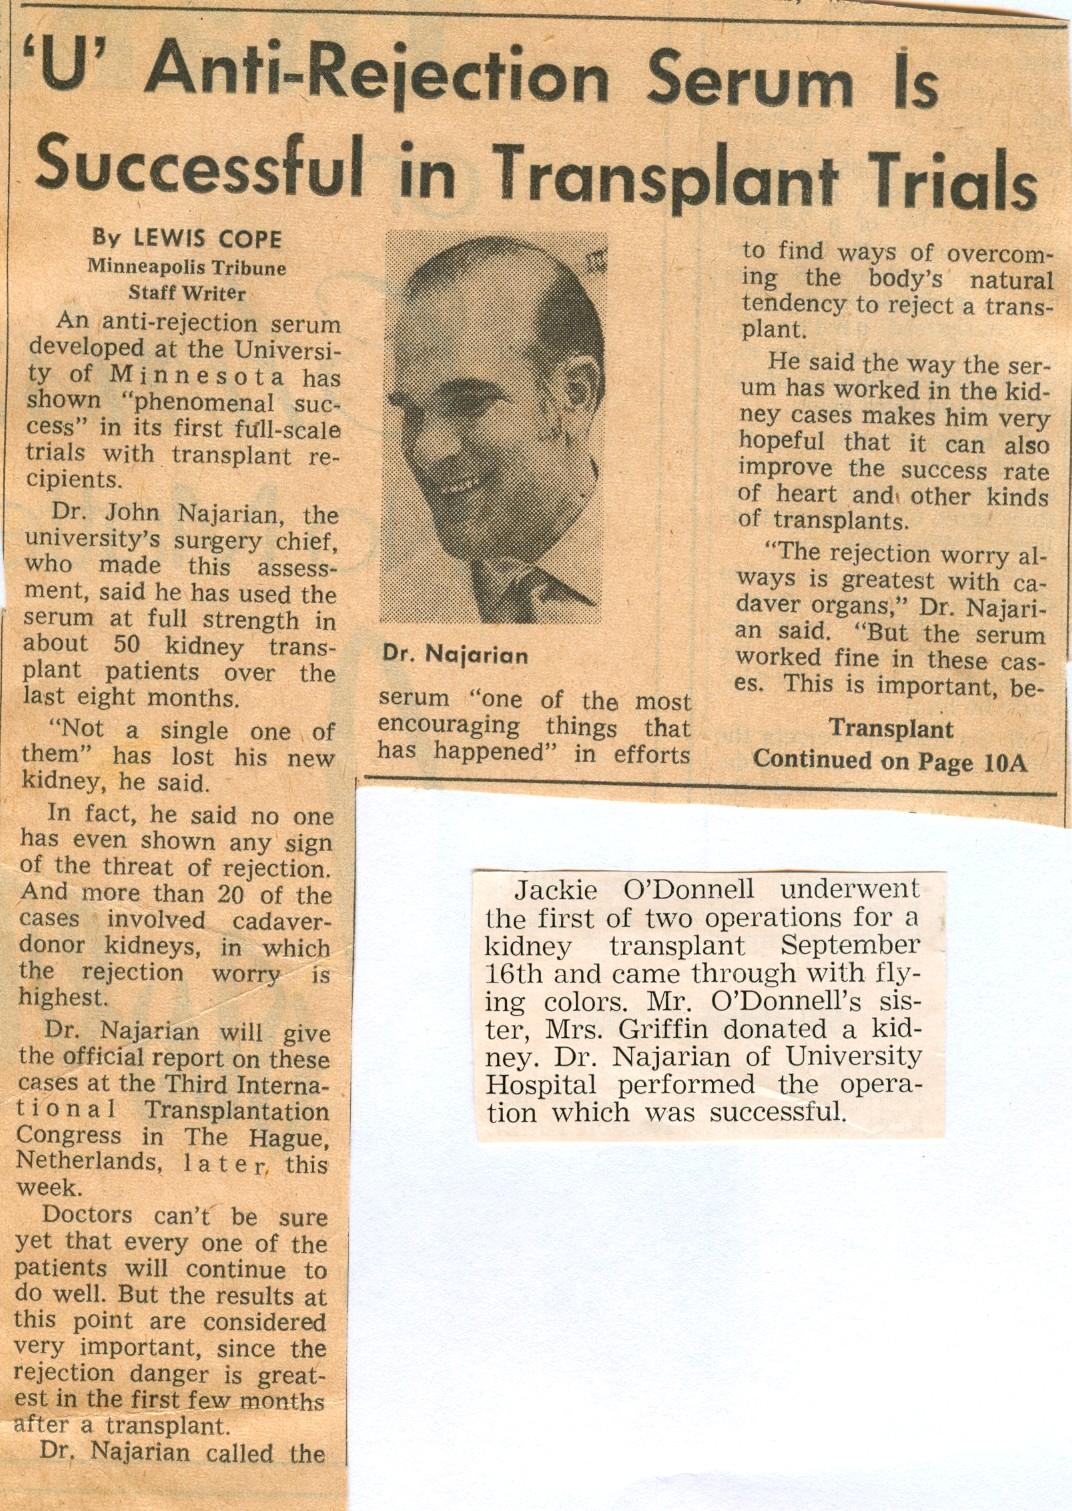 'U' Anti-Rejection Serum Is
Successful in Transplant Trials
By LEWIS COPE
Minneapolis Tribune
Staff Writer
An anti-rejection serum
developed at the Universi-
ty of Minnesota has
shown "phenomenal suc-
cess" in its first full-scale
trials with transplant re-
cipients.
Dr. John Najarian, the
university's surgery chief,
who made this assess-
ment, said he has used the
serum at full strength in
about 50 kidney trans-
plant patients over the
last eight months.
"Not a single one of
them" has lost his new
kidney, he said.
In fact, he said no one
has even shown any sign
of the threat of rejection.
And more than 20 of the
cases involved cadaver-
donor kidneys, in which
the rejection worry is
highest.
Dr. Najarian will give
the official report on these
cases at the Third Interna-
tional Transplantation
Congress in The Hague,
Netherlands, later this
week.
Doctors can't be sure
yet that every one of the
patients will continue to
do well. But the results at
this point are considered
very important, since the
rejection danger is great-
est in the first few months
after a transplant.
Dr. Najarian called the
Dr. Najarian
serum "one of the most
encouraging things that
has happened" in efforts
to find ways of overcom-
ing the body's natural
tendency to reject a trans-
plant.
He said the way the ser-
um has worked in the kid-
ney cases makes him very
hopeful that it can also
improve the success rate
of heart and other kinds
of transplants.
"The rejection worry al-
ways is greatest with ca-
daver organs," Dr. Najari-
an said. "But the serum
worked fine in these cas-
es. This is important, be-
Transplant
Continued on Page 10A
Jackie O'Donnell underwent
the first of two operations for a
kidney transplant September
16th and came through with fly-
ing colors. Mr. O'Donnell's sis-
ter, Mrs. Griffin donated a kid-
ney. Dr. Najarian of University
Hospital performed the opera-
tion which was successful.